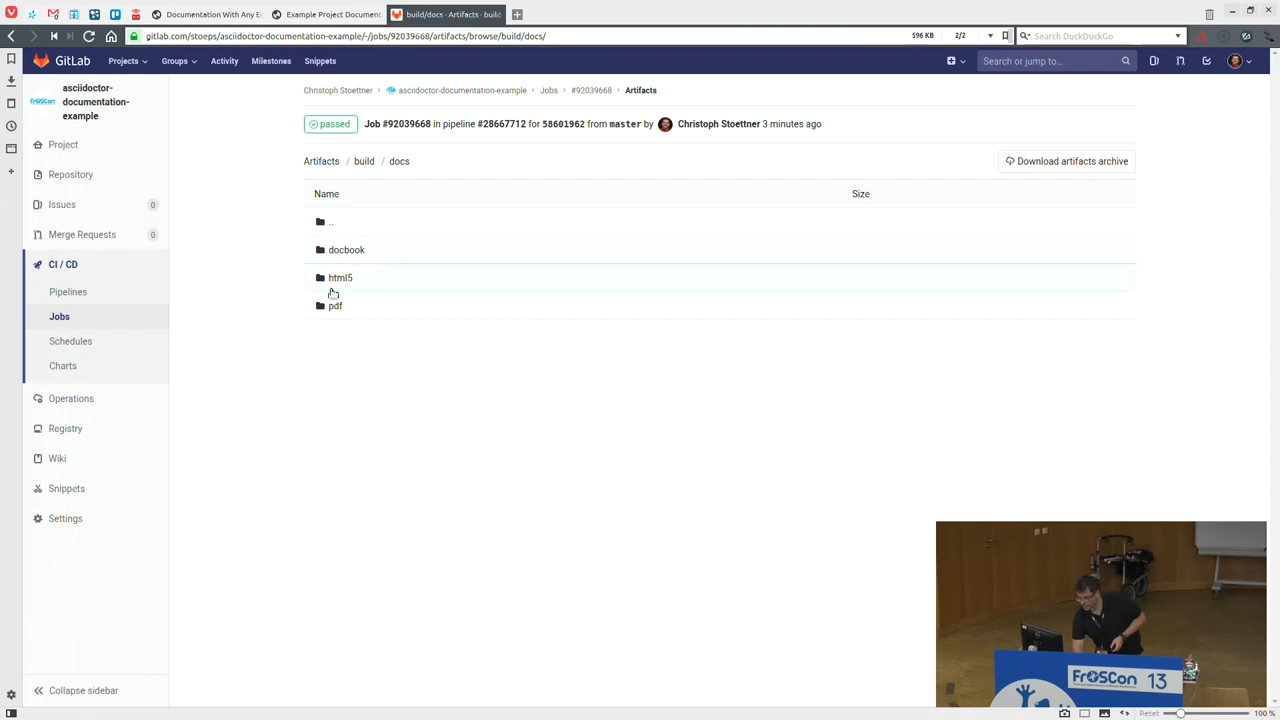 Documentation With Any E
Example Project Document
build/docs · Artifacts · build
gitlab.com/stoeps/asciidoctor-documentation-example/-/jobs/92039668/artifacts/browse/build/docs/
596 KB
2/2
Search DuckDuckGo
GitLab
Projects
Groups
Activity
Milestones
Snippets
Search or jump to...
FrOSCon
asciidoctor-
documentation-
example
Project
Repository
Issues 0
Merge Requests 0
CI / CD
Pipelines
Jobs
Schedules
Charts
Operations
Registry
Wiki
Snippets
Settings
Collapse sidebar
Christoph Stoettner > asciidoctor-documentation-example > Jobs > #92039668 > Artifacts
passed Job #92039668 in pipeline #28667712 for 58601962 from master by Christoph Stoettner 3 minutes ago
Artifacts / build / docs
Download artifacts archive
Name Size
..
docbook
html5
pdf
FrOSCon 13
Reset
100 %